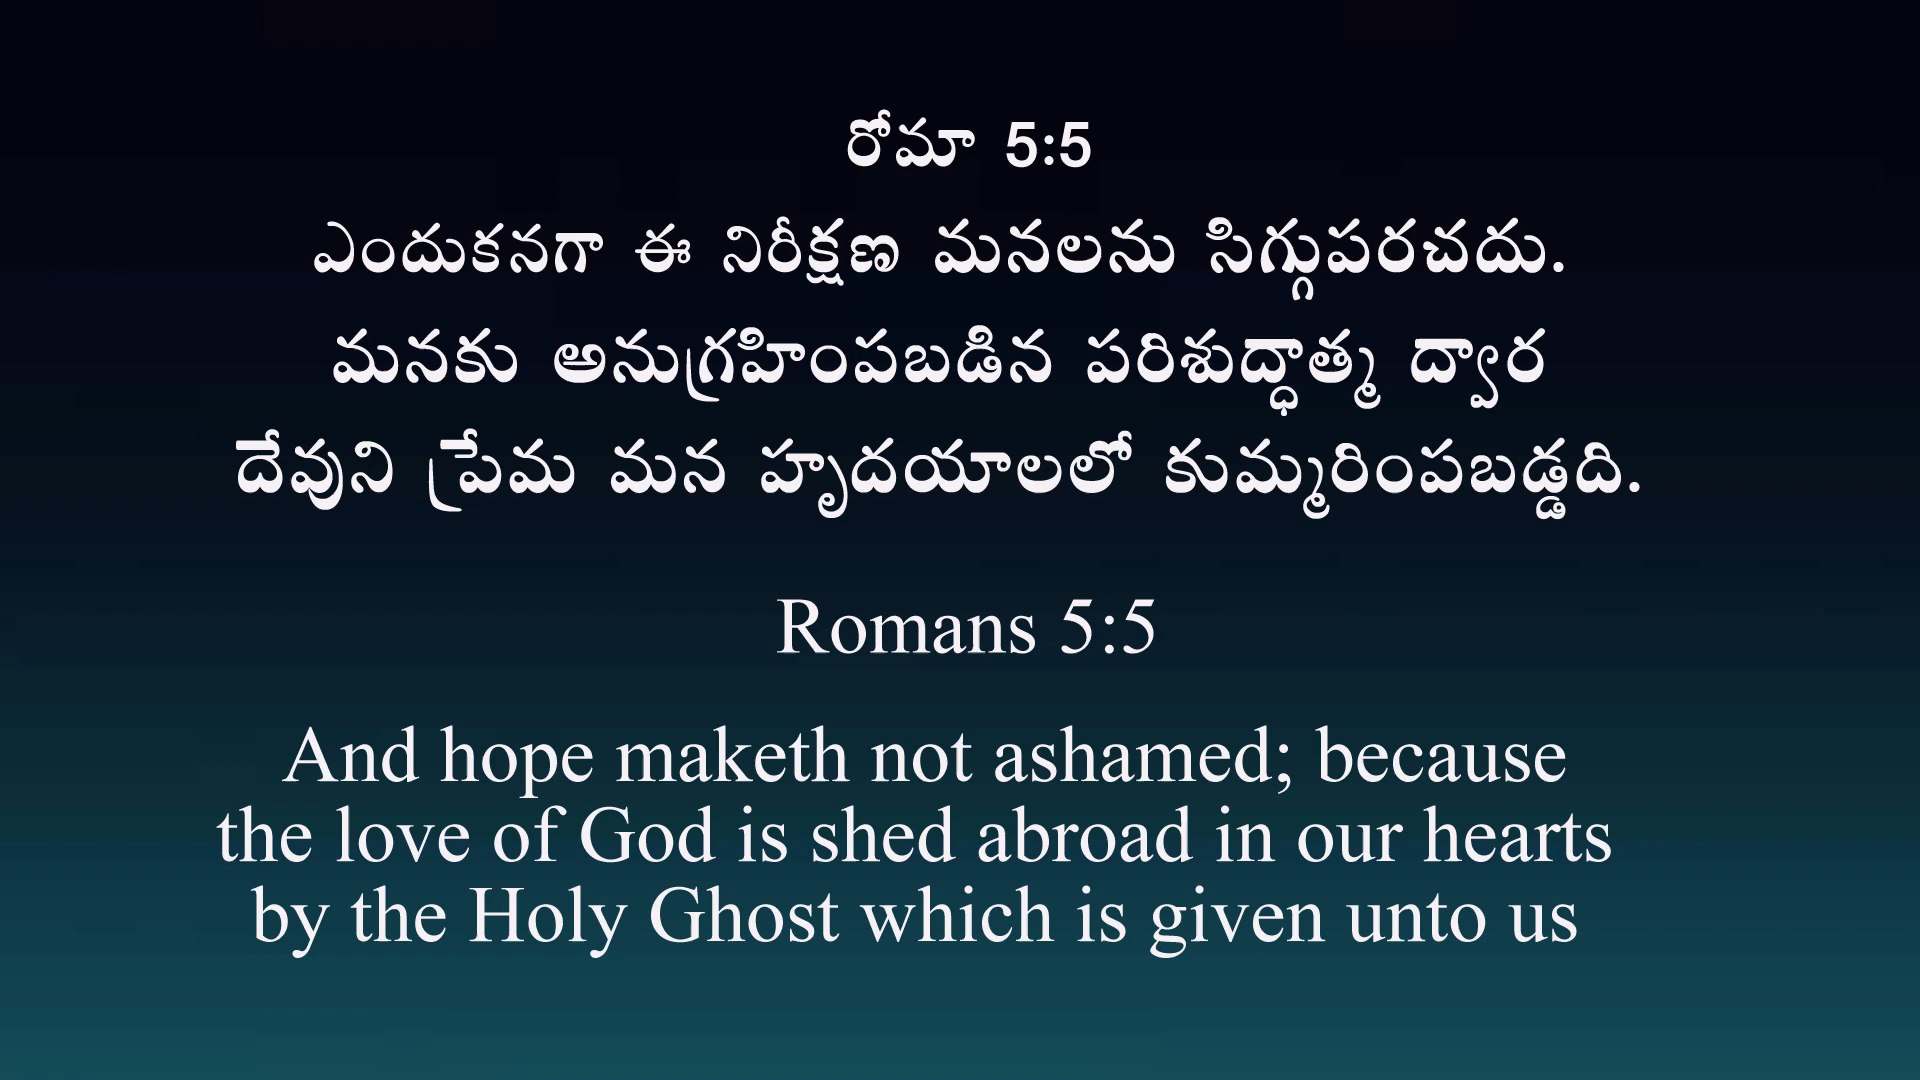 రోమా 5:5
ఎందుకనగా ఈ నిరీక్షణ మనలను సిగ్గుపరచదు.
మనకు అనుగ్రహింపబడిన పరిశుద్ధాత్మ ద్వార
దేవుని ప్రేమ మన హృదయాలలో కుమ్మరింపబడ్డది.
Romans 5:5
And hope maketh not ashamed; because
the love of God is shed abroad in our hearts
by the Holy Ghost which is given unto us